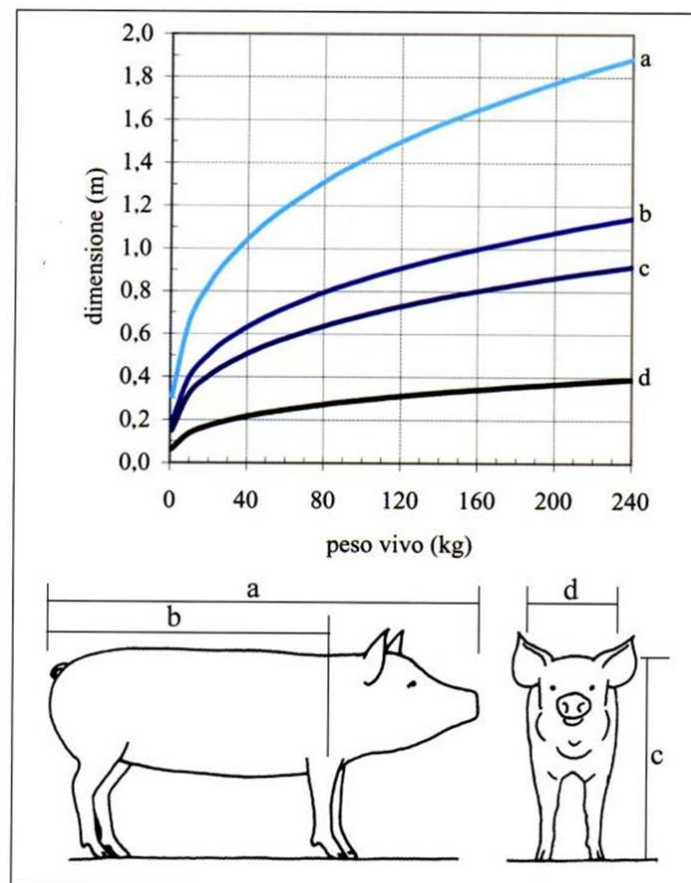 2,0
1,8
1,6
1,4
1,2
1,0
0,8
0,6
0,4
0,2
0,0
dimensione (m)
a
b
c
d
0 40 80 120 160 200 240
peso vivo (kg)
a
b
d
c